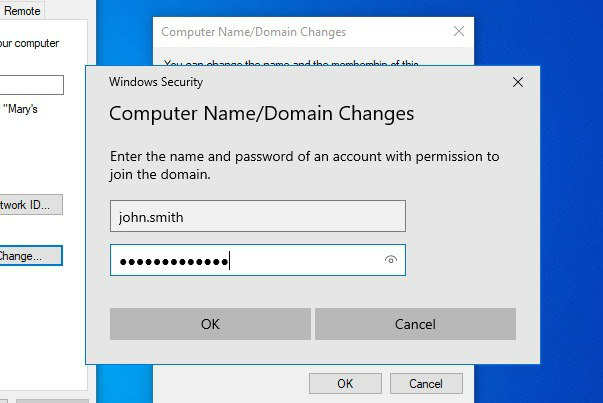 Remote
Computer Name/Domain Changes
our computer
You can change the name and the membership of this
Windows Security
Computer Name/Domain Changes
"Mary's
Enter the name and password of an account with permission to
join the domain.
twork ID...
john.smith
Change...
●●●●●●●●●●●●●
OK
Cancel
OK
Cancel